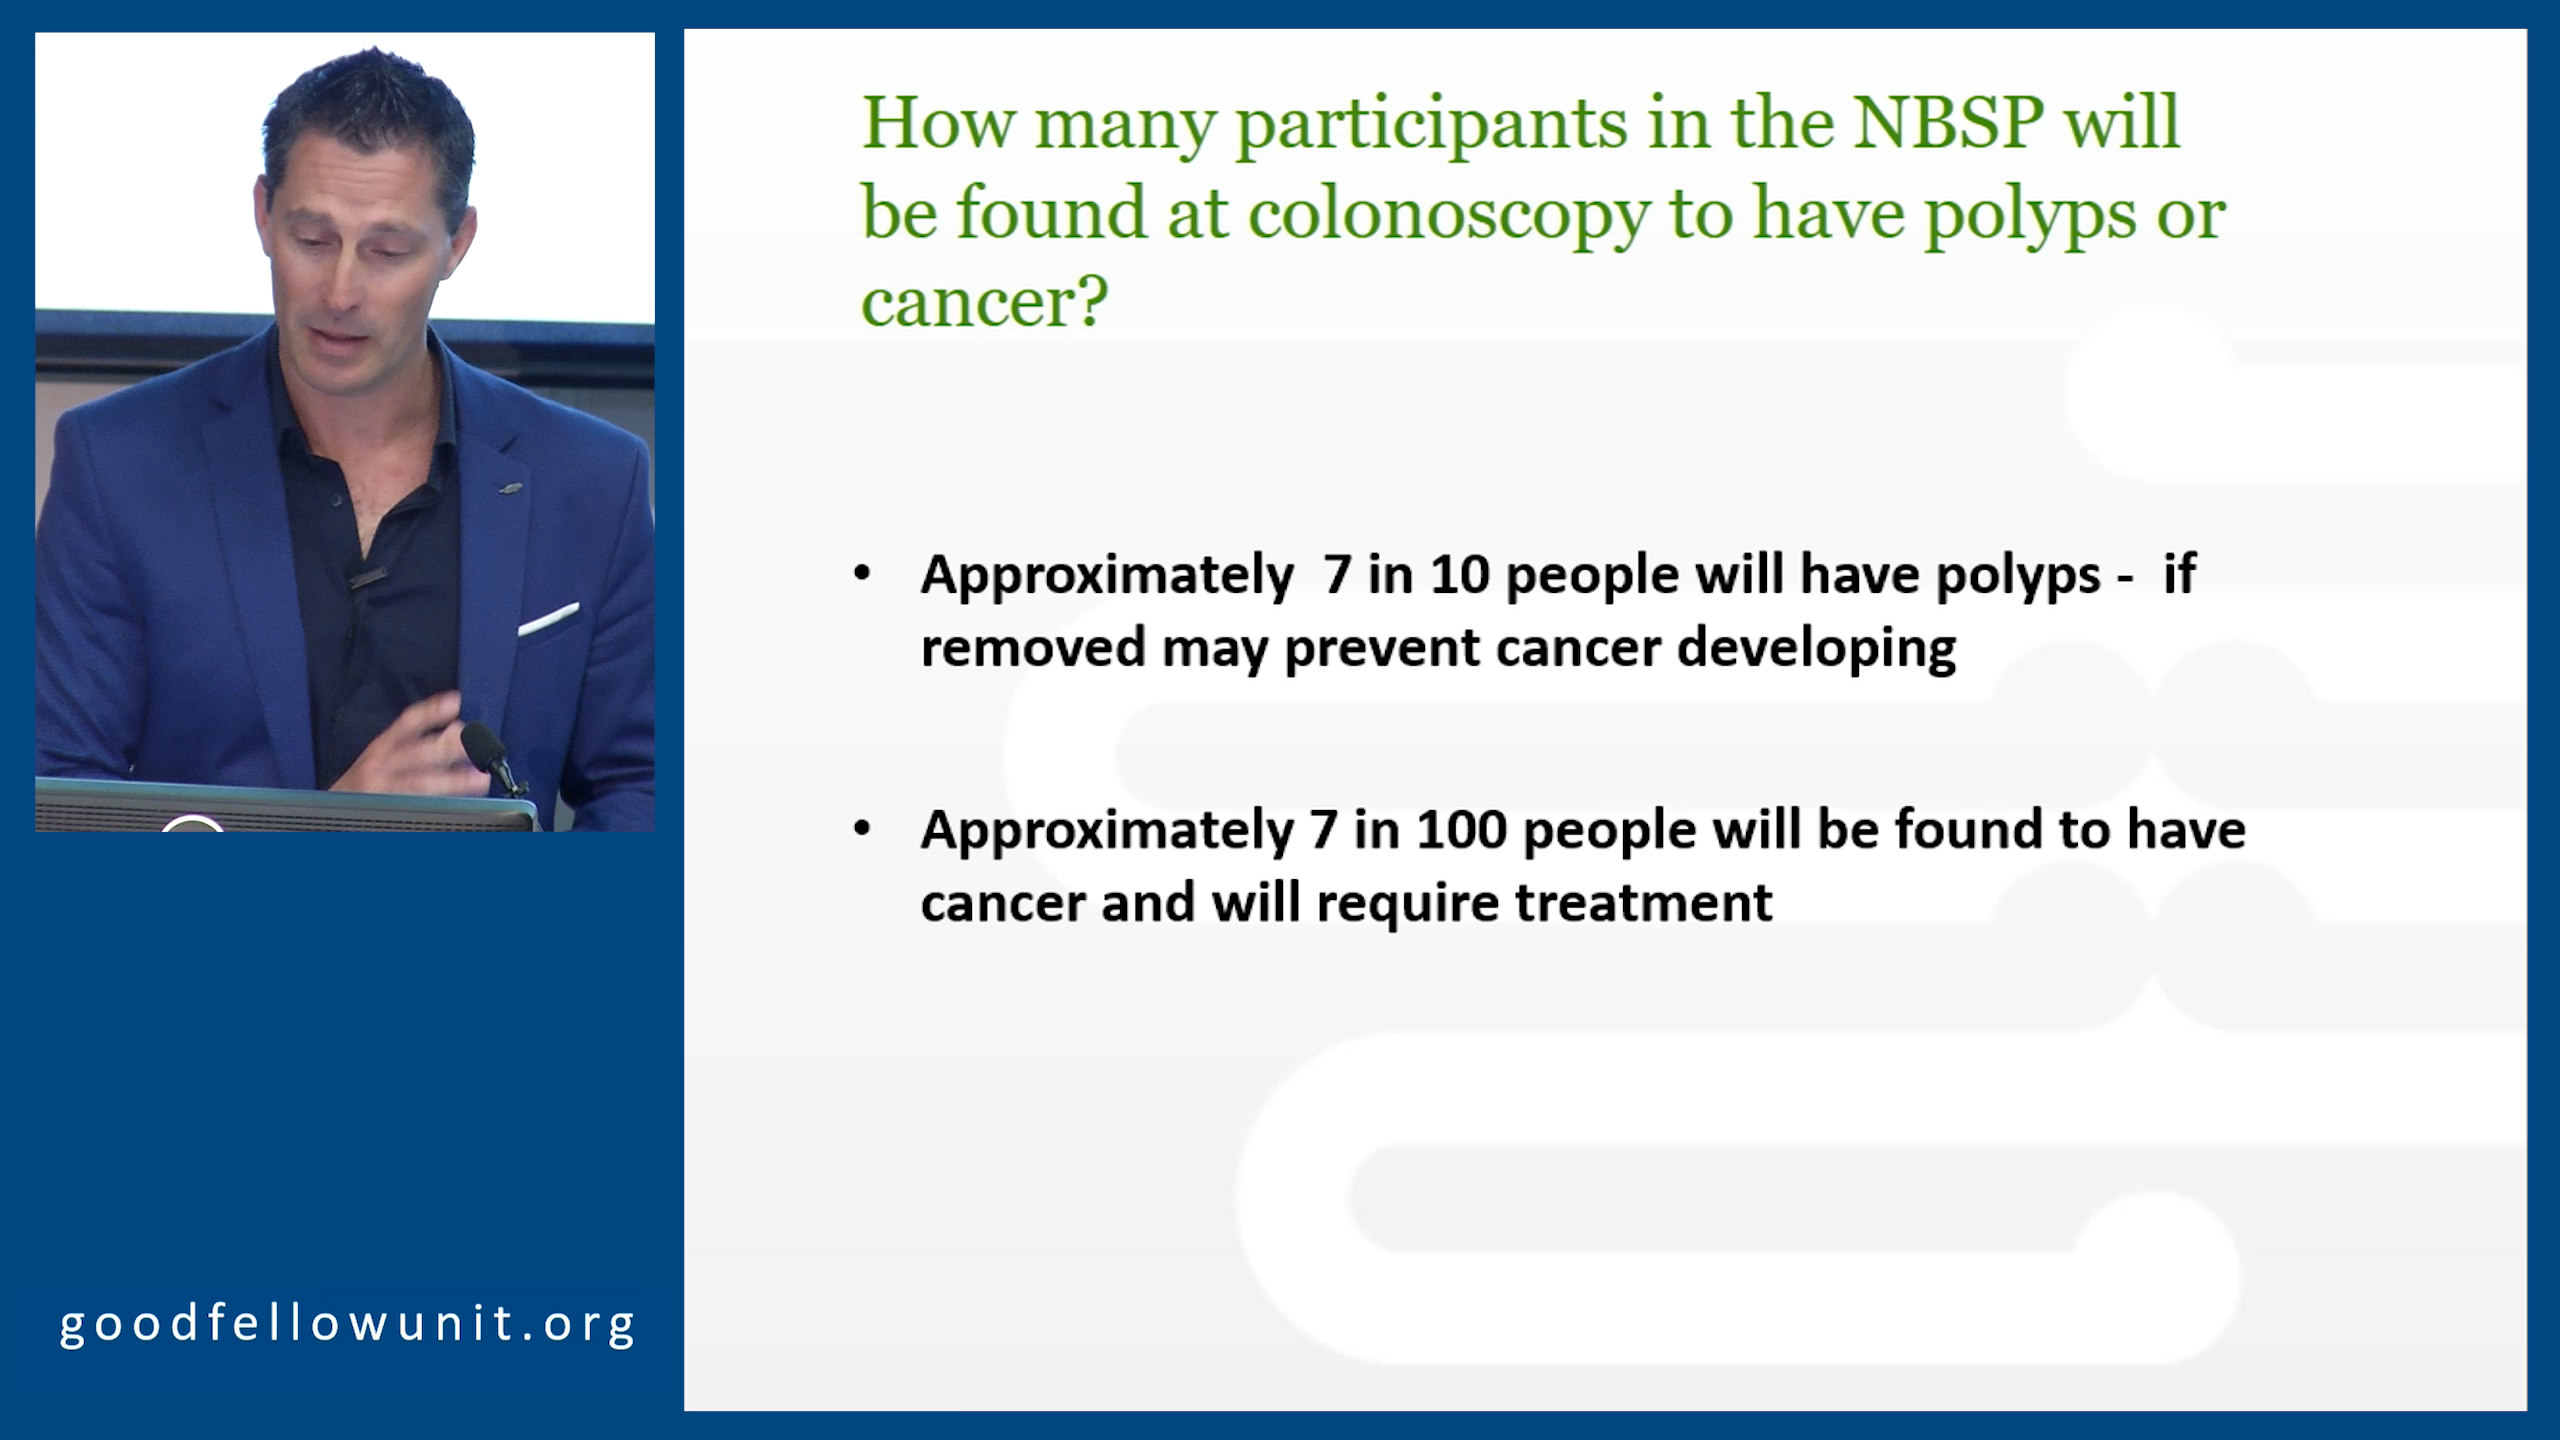 How many participants in the NBSP will
be found at colonoscopy to have polyps or
cancer?
• Approximately  7 in 10 people will have polyps -  if
removed may prevent cancer developing
• Approximately 7 in 100 people will be found to have
cancer and will require treatment
goodfellowunit.org